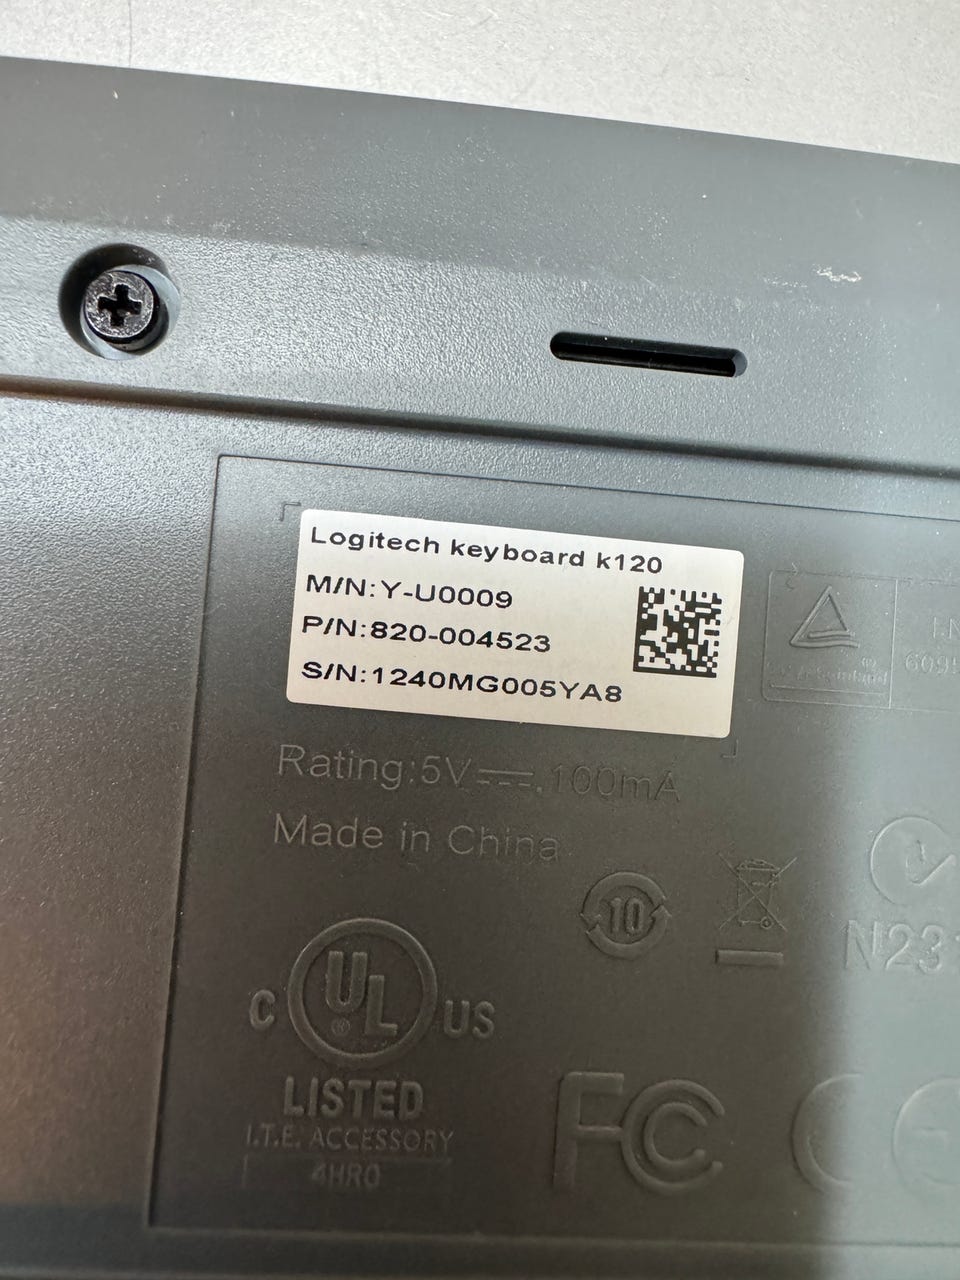 Logitech keyboard k120
M/N:Y-U0009
P/N:820-004523
S/N:1240MG005YA8
Rating:5V⎓100mA
Made in China
10
N231
C UL US
®
LISTED
I.T.E. ACCESSORY
4HR0
FC